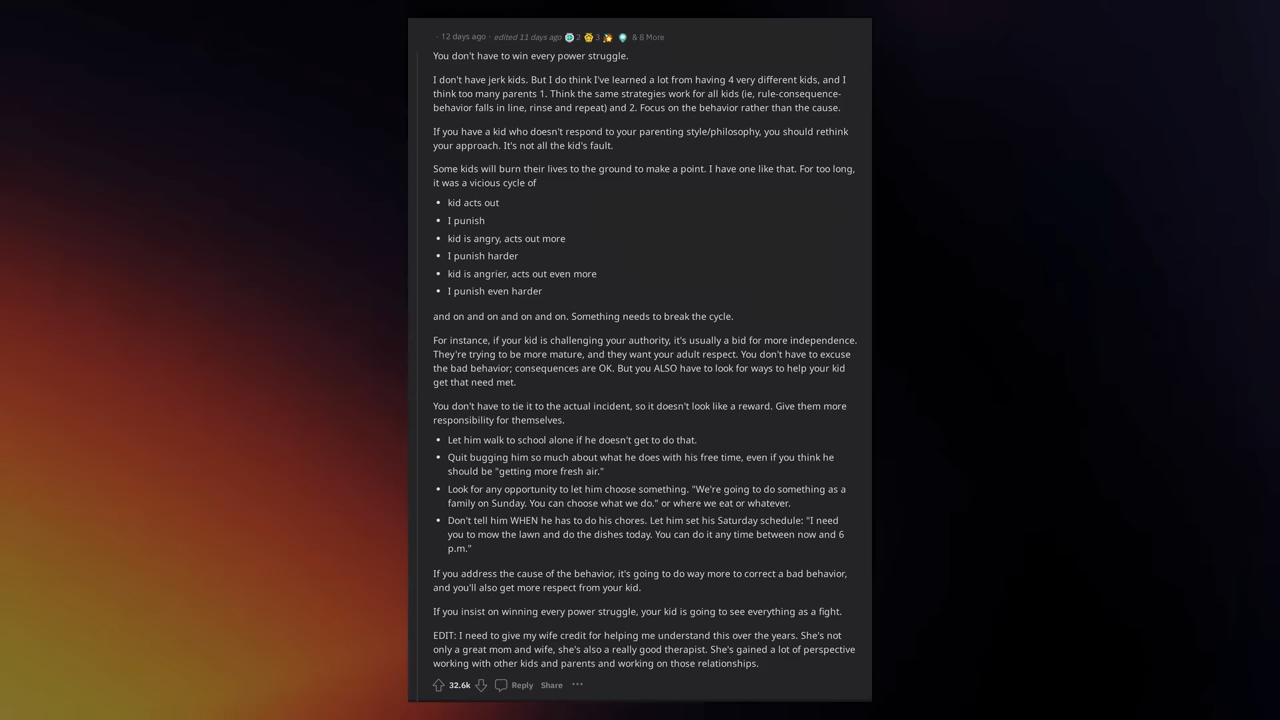 · 12 days ago · edited 11 days ago 2 3 & 8 More
You don't have to win every power struggle.
I don't have jerk kids. But I do think I've learned a lot from having 4 very different kids, and I
think too many parents 1. Think the same strategies work for all kids (ie, rule-consequence-
behavior falls in line, rinse and repeat) and 2. Focus on the behavior rather than the cause.
If you have a kid who doesn't respond to your parenting style/philosophy, you should rethink
your approach. It's not all the kid's fault.
Some kids will burn their lives to the ground to make a point. I have one like that. For too long,
it was a vicious cycle of
• kid acts out
• I punish
• kid is angry, acts out more
• I punish harder
• kid is angrier, acts out even more
• I punish even harder
and on and on and on and on. Something needs to break the cycle.
For instance, if your kid is challenging your authority, it's usually a bid for more independence.
They're trying to be more mature, and they want your adult respect. You don't have to excuse
the bad behavior; consequences are OK. But you ALSO have to look for ways to help your kid
get that need met.
You don't have to tie it to the actual incident, so it doesn't look like a reward. Give them more
responsibility for themselves.
• Let him walk to school alone if he doesn't get to do that.
• Quit bugging him so much about what he does with his free time, even if you think he
should be "getting more fresh air."
• Look for any opportunity to let him choose something. "We're going to do something as a
family on Sunday. You can choose what we do." or where we eat or whatever.
• Don't tell him WHEN he has to do his chores. Let him set his Saturday schedule: "I need
you to mow the lawn and do the dishes today. You can do it any time between now and 6
p.m."
If you address the cause of the behavior, it's going to do way more to correct a bad behavior,
and you'll also get more respect from your kid.
If you insist on winning every power struggle, your kid is going to see everything as a fight.
EDIT: I need to give my wife credit for helping me understand this over the years. She's not
only a great mom and wife, she's also a really good therapist. She's gained a lot of perspective
working with other kids and parents and working on those relationships.
32.6k Reply Share ···